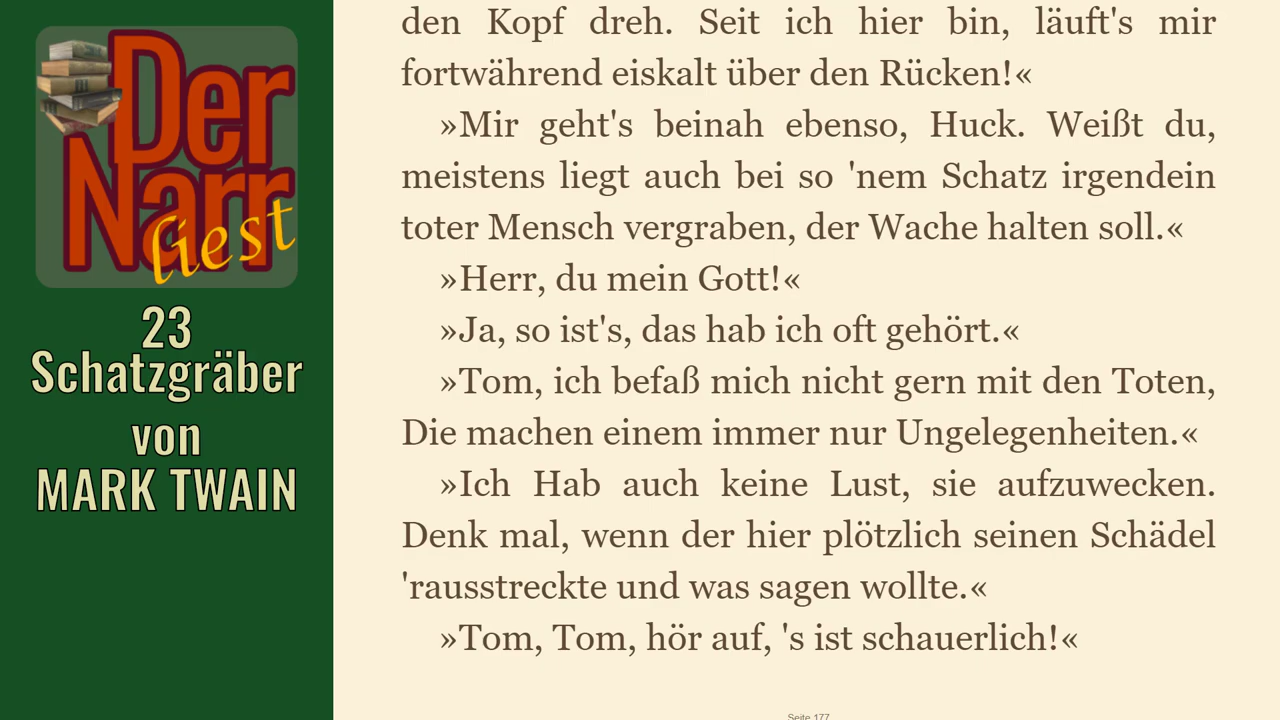 Der
Narr
liest
23
Schatzgräber
von
MARK TWAIN
den Kopf dreh. Seit ich hier bin, läuft's mir
fortwährend eiskalt über den Rücken!«
»Mir geht's beinah ebenso, Huck. Weißt du,
meistens liegt auch bei so 'nem Schatz irgendein
toter Mensch vergraben, der Wache halten soll.«
»Herr, du mein Gott!«
»Ja, so ist's, das hab ich oft gehört.«
»Tom, ich befaß mich nicht gern mit den Toten,
Die machen einem immer nur Ungelegenheiten.«
»Ich Hab auch keine Lust, sie aufzuwecken.
Denk mal, wenn der hier plötzlich seinen Schädel
'rausstreckte und was sagen wollte.«
»Tom, Tom, hör auf, 's ist schauerlich!«
Seite 177